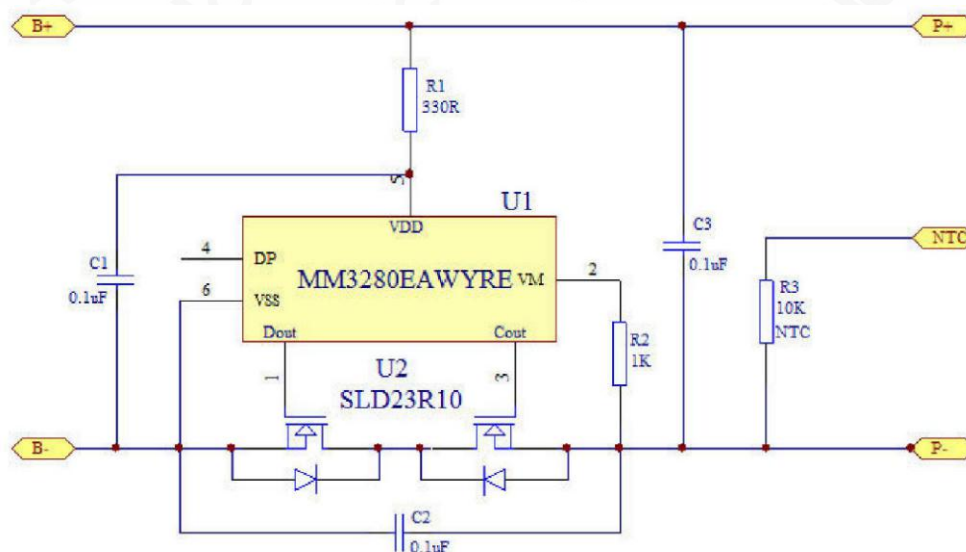 B+
P+
R1
330R
5
U1
VDD
4
DP
2
C3
0.1uF
NTC
C1
0.1uF
MM3280EAWYRE
VM
6
VSS
R3
10K
NTC
Dout
Cout
R2
1K
1
U2
3
SLD23R10
B-
P-
C2
0.1uF